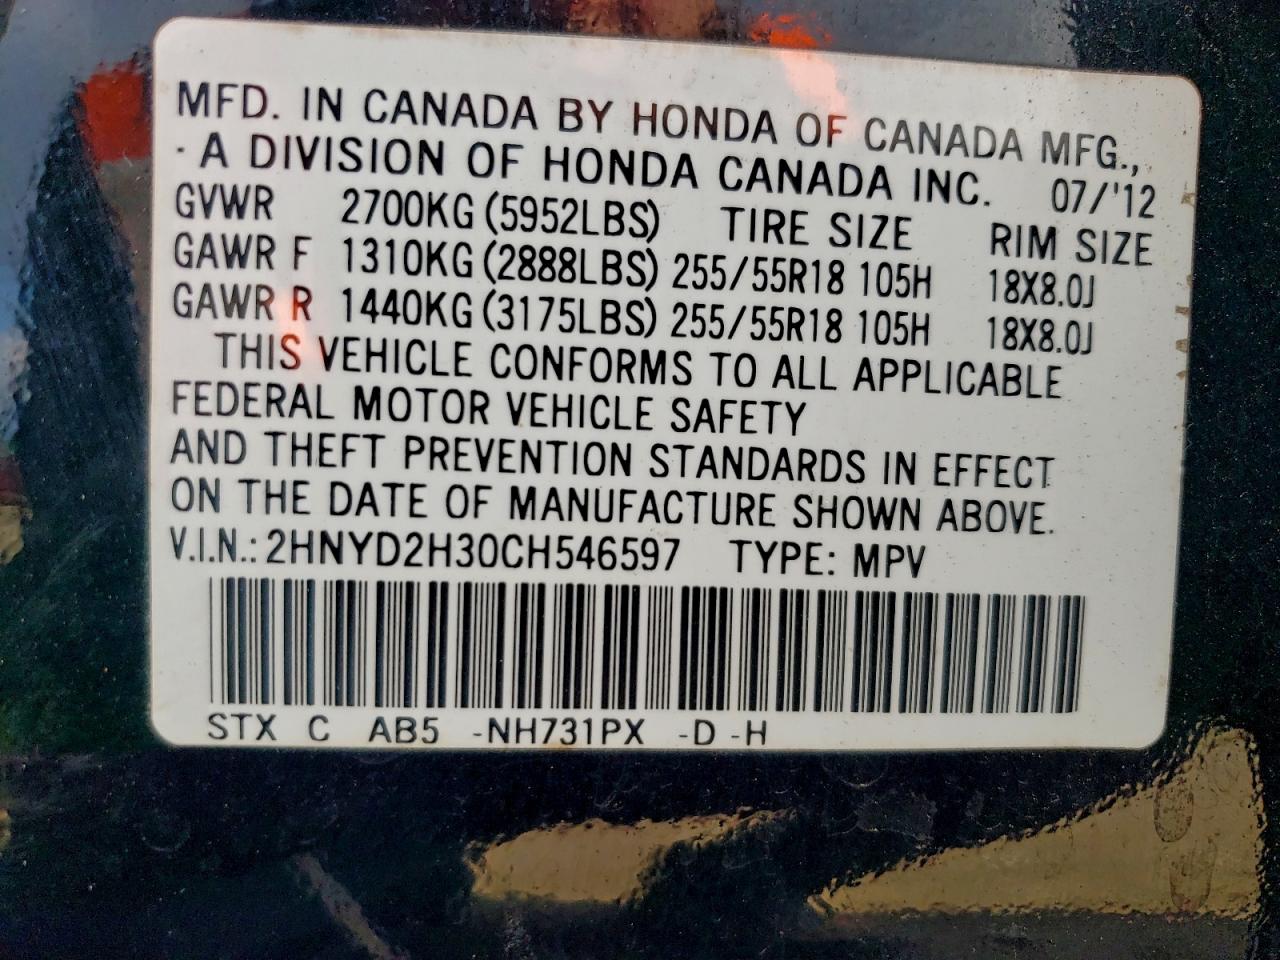 MFD. IN CANADA BY HONDA OF CANADA MFG.,
· A DIVISION OF HONDA CANADA INC. 07/'12
GVWR 2700KG (5952LBS) TIRE SIZE RIM SIZE
GAWR F 1310KG (2888LBS) 255/55R18 105H 18X8.0J
GAWR R 1440KG (3175LBS) 255/55R18 105H 18X8.0J
THIS VEHICLE CONFORMS TO ALL APPLICABLE
FEDERAL MOTOR VEHICLE SAFETY
AND THEFT PREVENTION STANDARDS IN EFFECT
ON THE DATE OF MANUFACTURE SHOWN ABOVE.
V.I.N.: 2HNYD2H30CH546597 TYPE: MPV
STX C AB5 -NH731PX -D -H